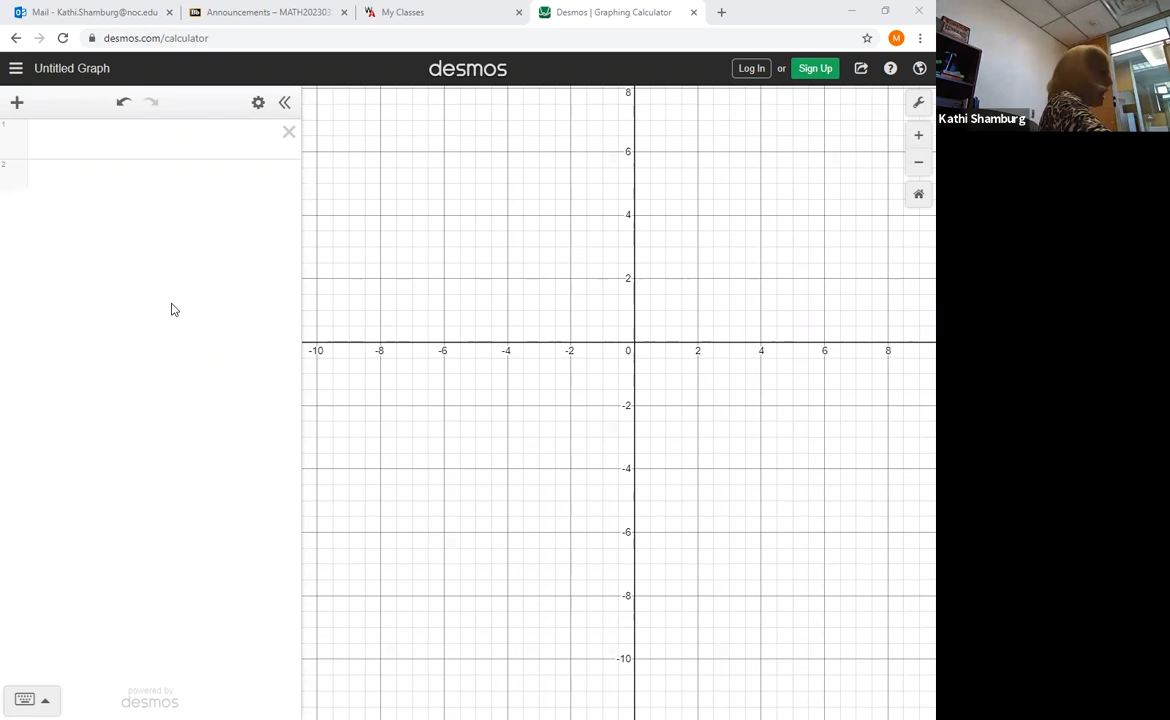 Mail - Kathi.Shamburg@noc.edu
Announcements – MATH202303
My Classes
Desmos | Graphing Calculator
desmos.com/calculator
M
Untitled Graph
desmos
Log In or Sign Up
Kathi Shamburg
1
2
8
6
4
2
-10 -8 -6 -4 -2 0 2 4 6 8
-2
-4
-6
-8
-10
powered by
desmos